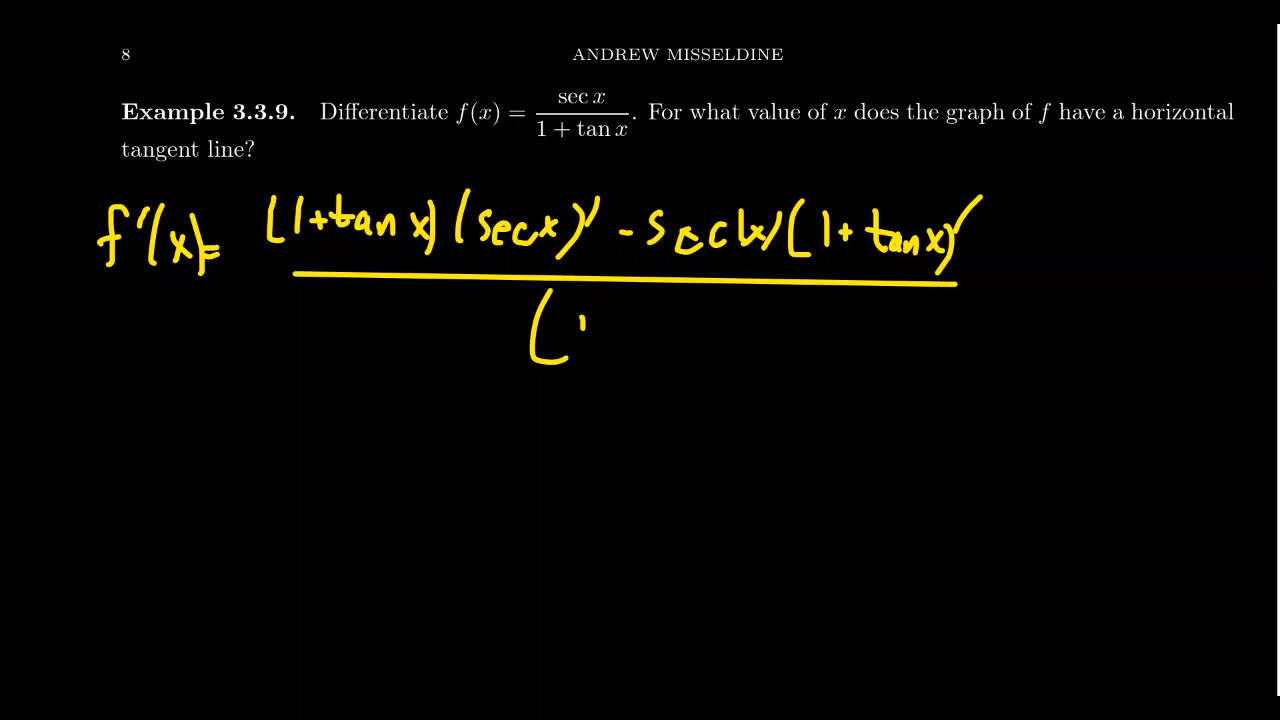 8 ANDREW MISSELDINE
Example 3.3.9. Differentiate f(x) = sec x / (1 + tan x). For what value of x does the graph of f have a horizontal
tangent line?
f'(x) = (1+tan x)(sec x)' - sec(x)(1+ tan x)'
(1